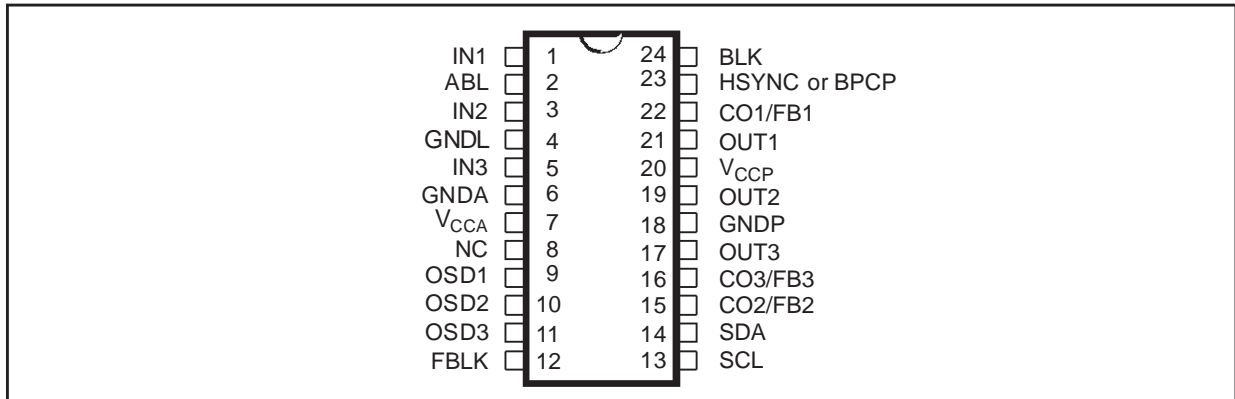 IN1 1 24 BLK
ABL 2 23 HSYNC or BPCP
IN2 3 22 CO1/FB1
GNDL 4 21 OUT1
IN3 5 20 VCCP
GNDA 6 19 OUT2
VCCA 7 18 GNDP
NC 8 17 OUT3
OSD1 9 16 CO3/FB3
OSD2 10 15 CO2/FB2
OSD3 11 14 SDA
FBLK 12 13 SCL